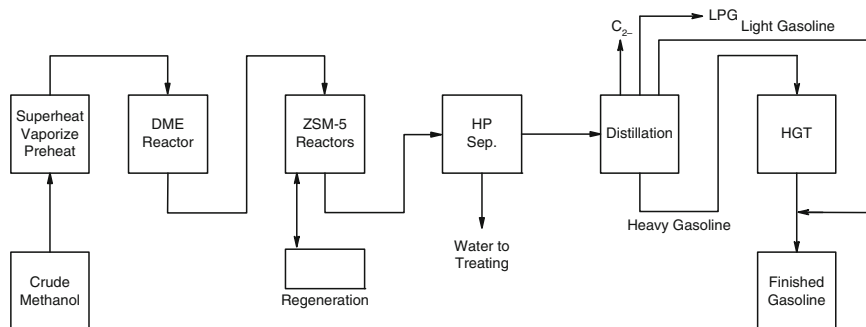 LPG
C2–
Light Gasoline
Superheat
Vaporize
Preheat
DME
Reactor
ZSM-5
Reactors
HP
Sep.
Distillation
HGT
Heavy Gasoline
Water to
Treating
Crude
Methanol
Regeneration
Finished
Gasoline